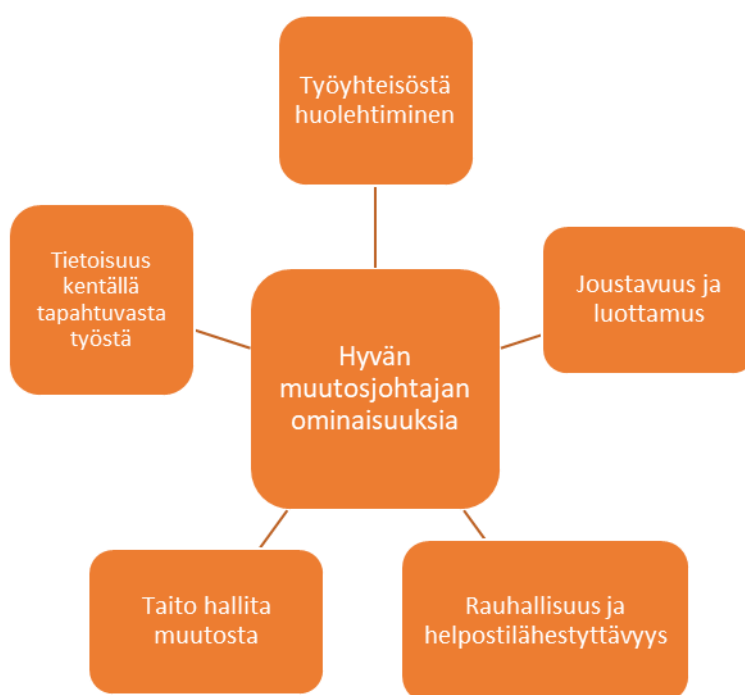 Työyhteisöstä
huolehtiminen
Tietoisuus
kentällä
tapahtuvasta
työstä
Joustavuus ja
luottamus
Hyvän
muutosjohtajan
ominaisuuksia
Taito hallita
muutosta
Rauhallisuus ja
helpostilähestyttävyys